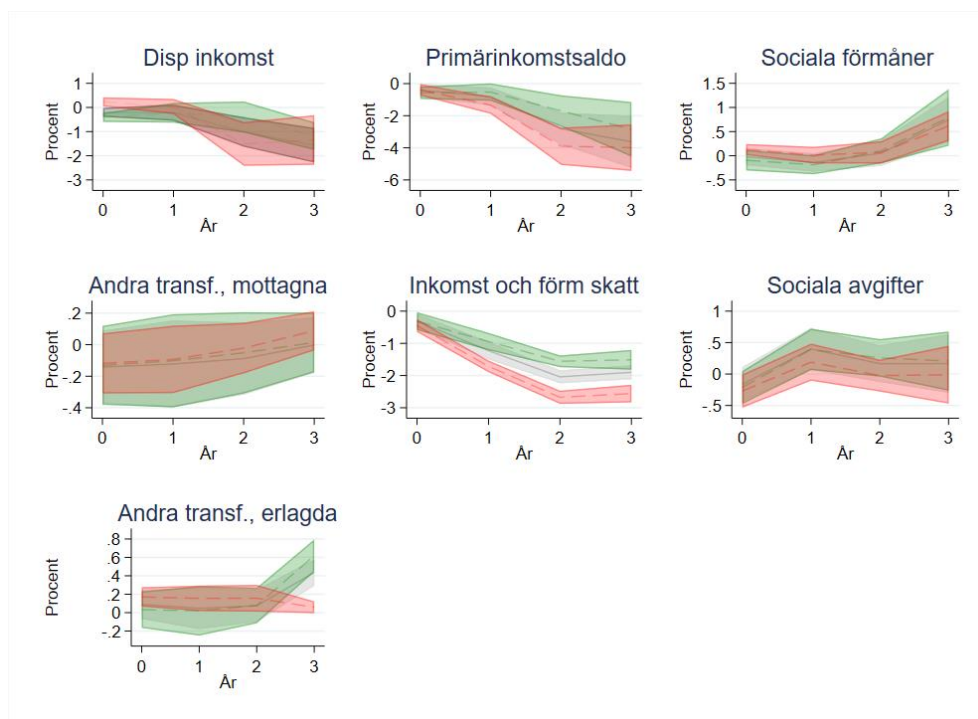 Disp inkomst
Procent
1
0
-1
-2
-3
0 1 2 3
År
Primärinkomstsaldo
Procent
0
-2
-4
-6
0 1 2 3
År
Sociala förmåner
Procent
1.5
1
.5
0
-.5
0 1 2 3
År
Andra transf., mottagna
Procent
.2
0
-.2
-.4
0 1 2 3
År
Inkomst och förm skatt
Procent
0
-1
-2
-3
0 1 2 3
År
Sociala avgifter
Procent
1
.5
0
-.5
0 1 2 3
År
Andra transf., erlagda
Procent
.8
.6
.4
.2
0
-.2
0 1 2 3
År